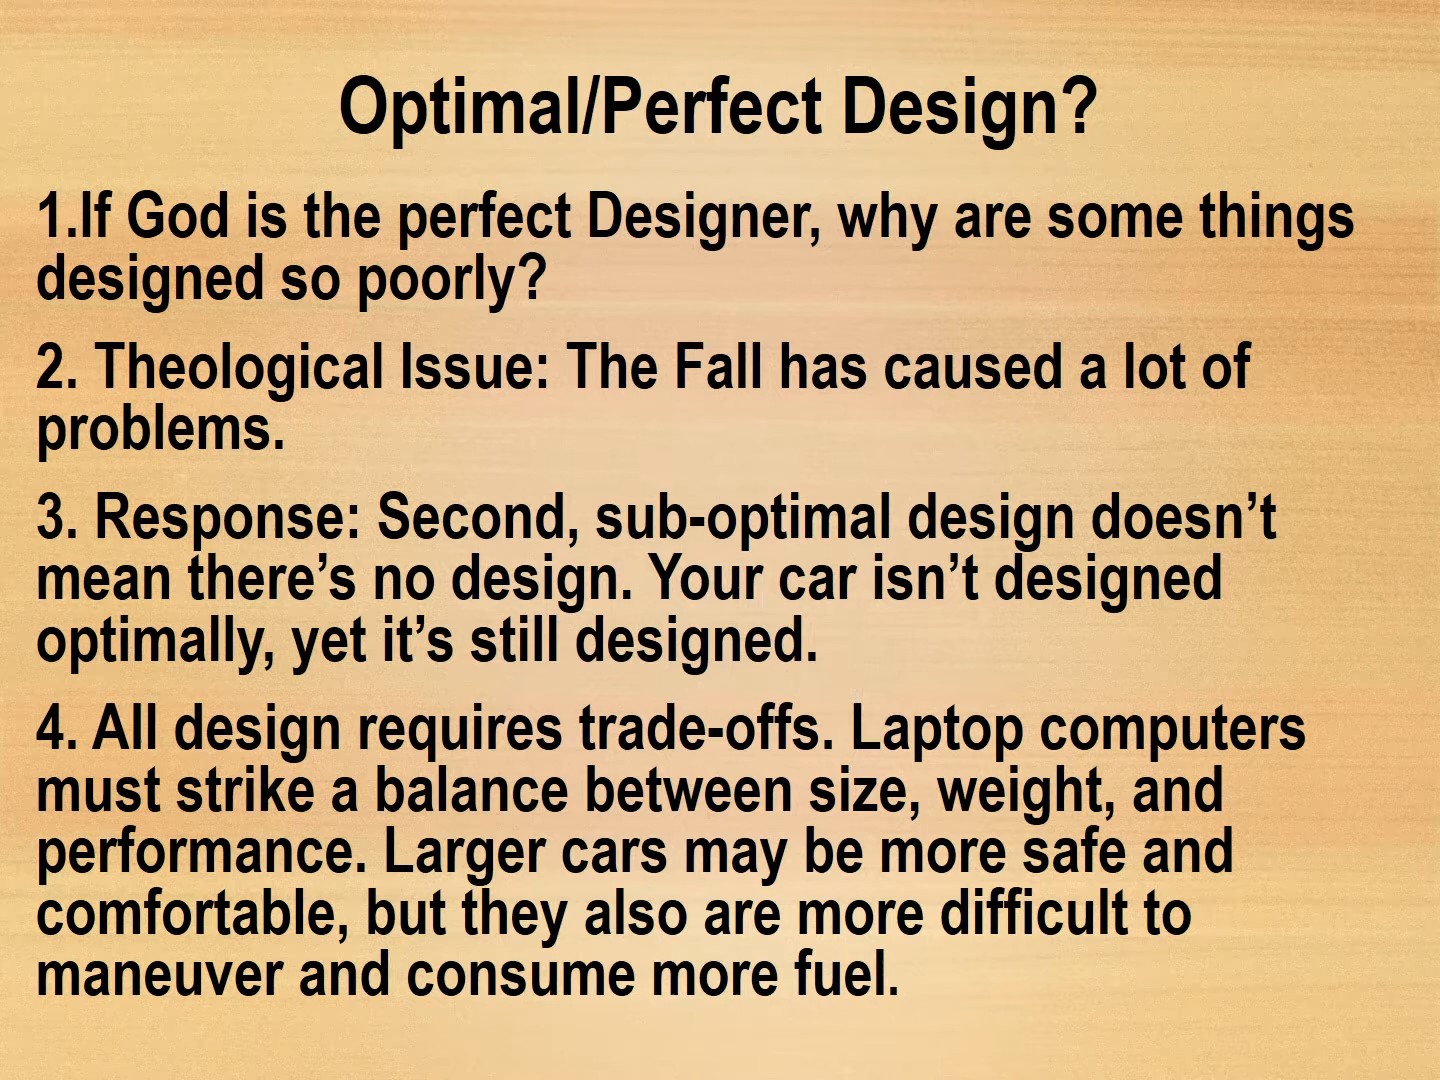 Optimal/Perfect Design?
1.If God is the perfect Designer, why are some things
designed so poorly?
2. Theological Issue: The Fall has caused a lot of
problems.
3. Response: Second, sub-optimal design doesn’t
mean there’s no design. Your car isn’t designed
optimally, yet it’s still designed.
4. All design requires trade-offs. Laptop computers
must strike a balance between size, weight, and
performance. Larger cars may be more safe and
comfortable, but they also are more difficult to
maneuver and consume more fuel.